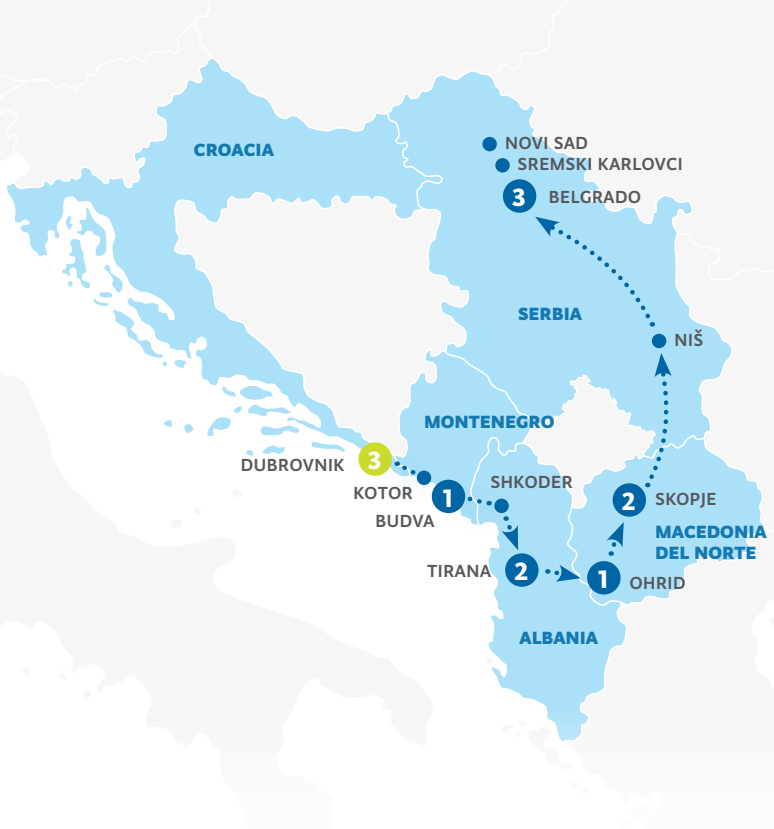 CROACIA
NOVI SAD
SREMSKI KARLOVCI
3
BELGRADO
SERBIA
NIŠ
MONTENEGRO
DUBROVNIK
3
KOTOR
1
BUDVA
SHKODER
2
SKOPJE
MACEDONIA
DEL NORTE
TIRANA
2
1
OHRID
ALBANIA